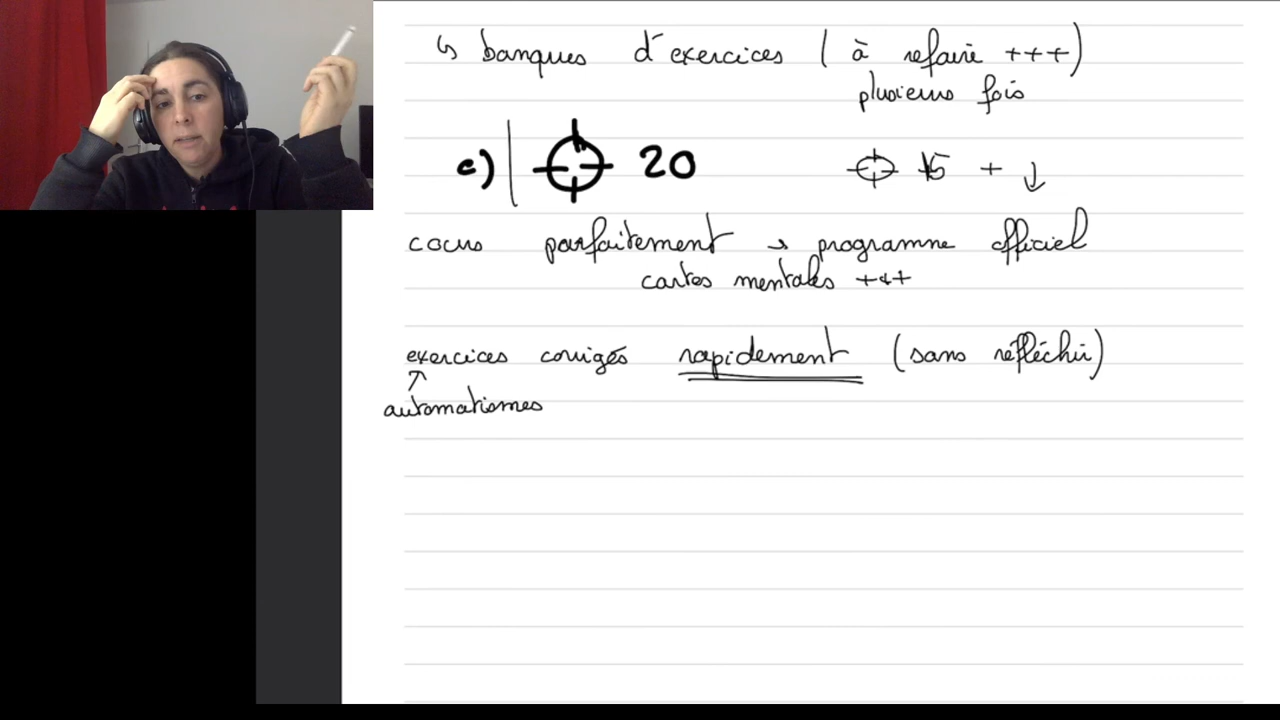 ↳ banques d'exercices ( à refaire +++)
plusieurs fois
c) 20 15 + ↓
cours parfaitement → programme officiel
cartes mentales +++
exercices corrigés rapidement (sans réfléchir)
↑
automatismes